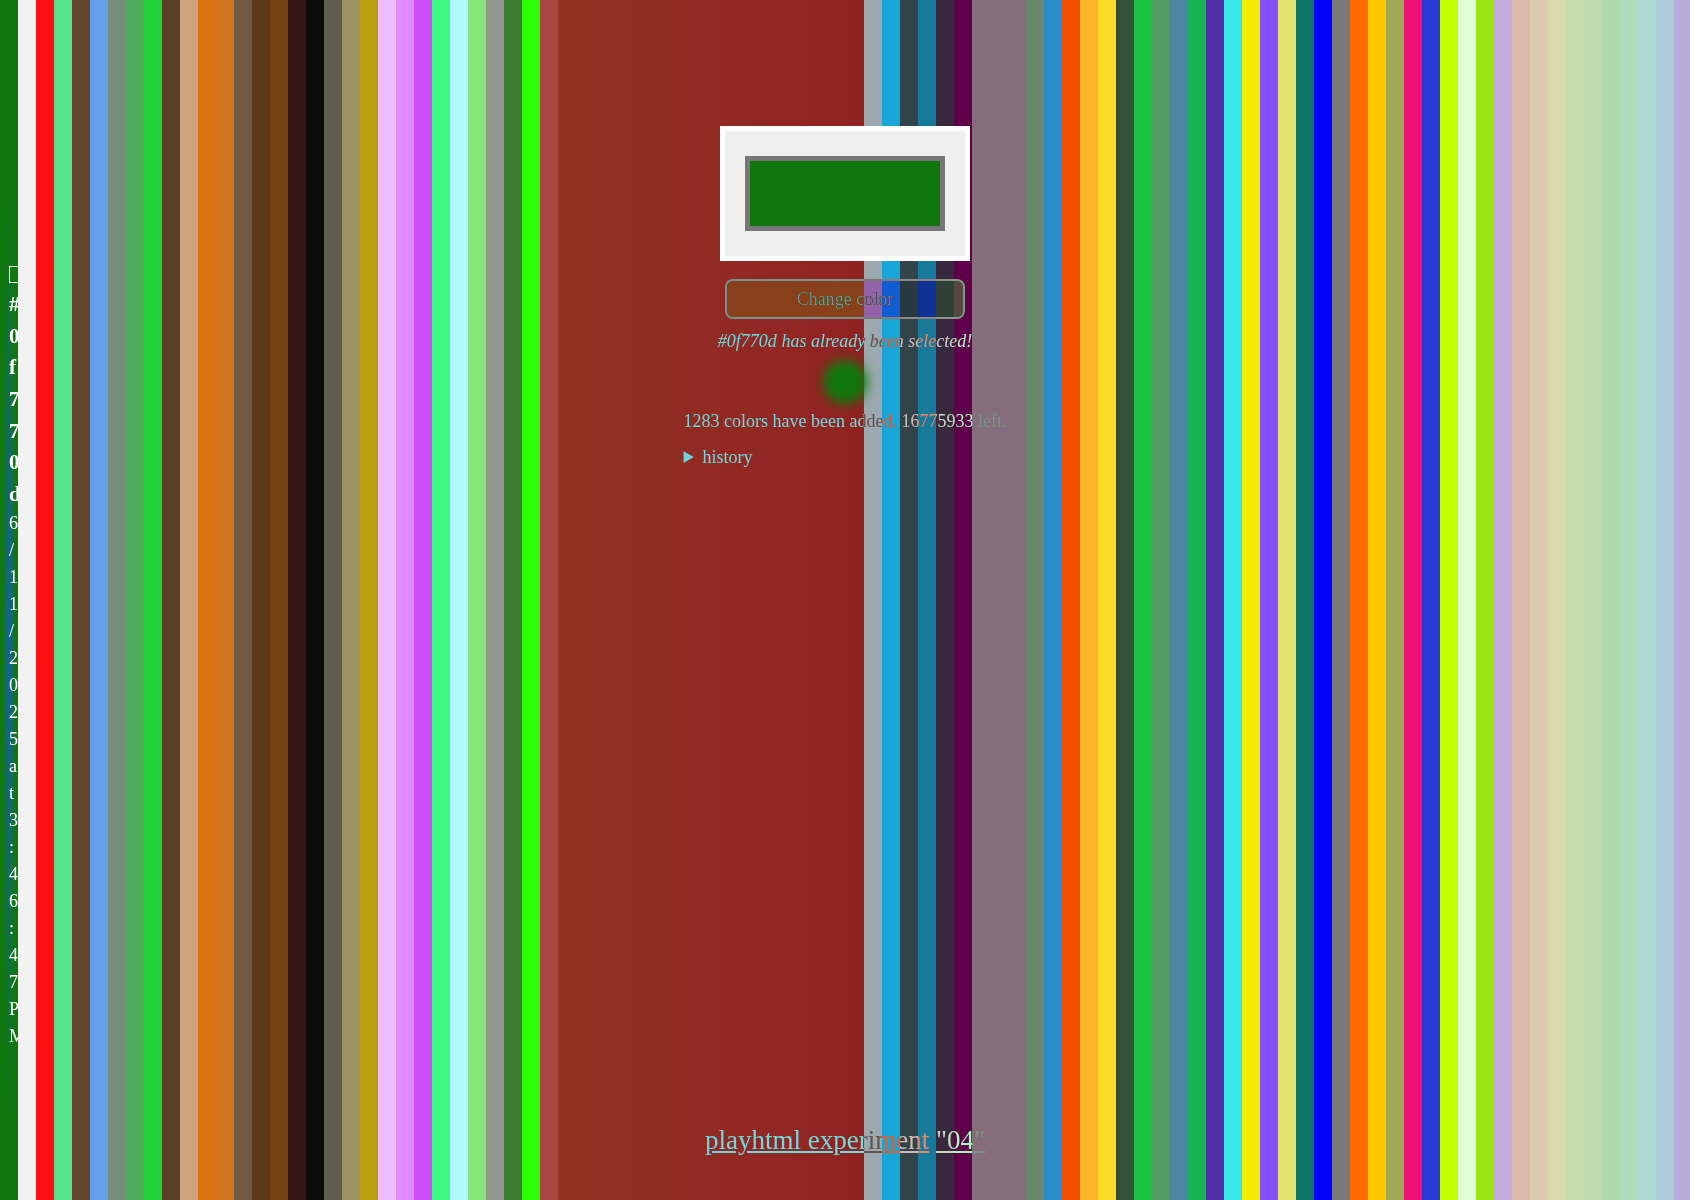 #0f770d
6/11/2025 at 3:46:47 PM
Change color
#0f770d has already been selected!
1283 colors have been added. 16775933 left.
history
playhtml experiment "04"